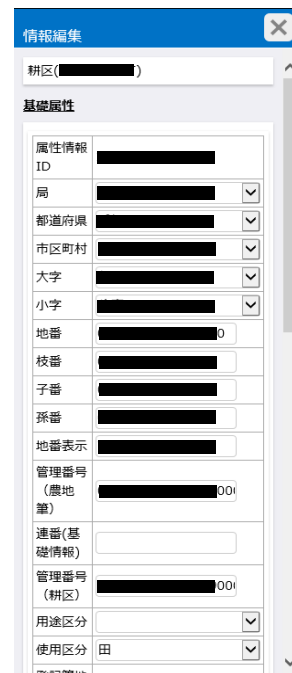 情報編集
耕区(
)
基礎属性
属性情報
ID
局
都道府県
市区町村
大字
小字
地番
0
枝番
子番
孫番
地番表示
管理番号
(農地
筆)
00
連番(基
礎情報)
管理番号
(耕区)
00
用途区分
使用区分 田